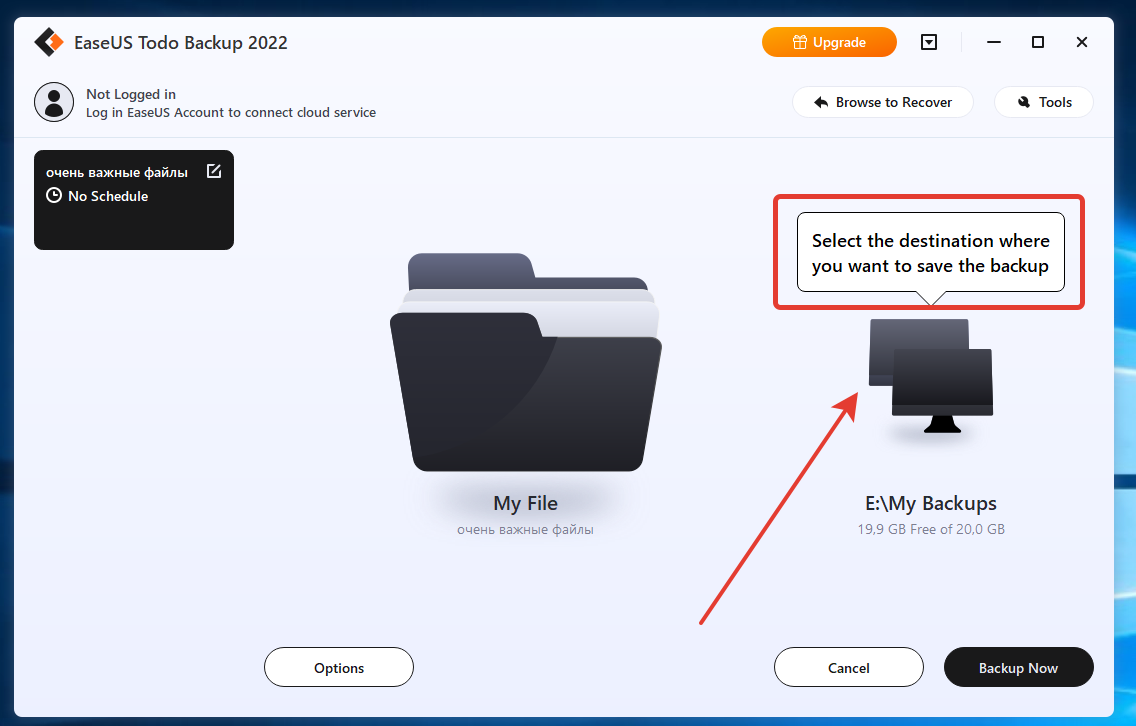 EaseUS Todo Backup 2022
Upgrade
Not Logged in
Log in EaseUS Account to connect cloud service
Browse to Recover
Tools
очень важные файлы
No Schedule
Select the destination where
you want to save the backup
My File
очень важные файлы
E:\My Backups
19,9 GB Free of 20,0 GB
Options
Cancel
Backup Now